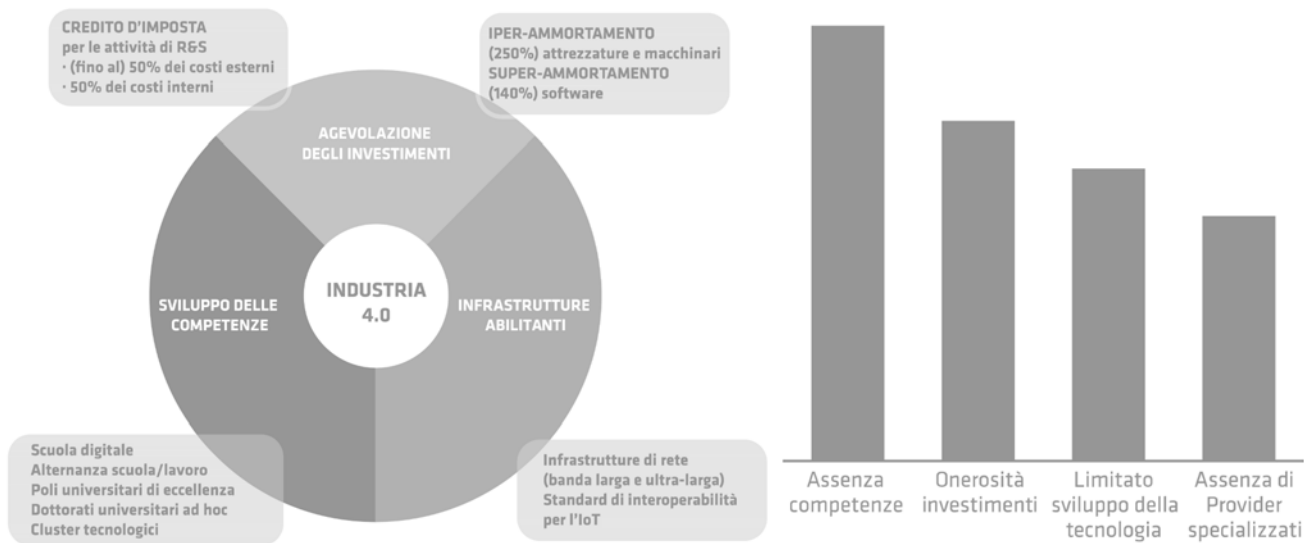 CREDITO D'IMPOSTA
per le attività di R&S
· (fino al) 50% dei costi esterni
· 50% dei costi interni
IPER-AMMORTAMENTO
(250%) attrezzature e macchinari
SUPER-AMMORTAMENTO
(140%) software
AGEVOLAZIONE
DEGLI INVESTIMENTI
SVILUPPO DELLE
COMPETENZE
INDUSTRIA
4.0
INFRASTRUTTURE
ABILITANTI
Scuola digitale
Alternanza scuola/lavoro
Poli universitari di eccellenza
Dottorati universitari ad hoc
Cluster tecnologici
Infrastrutture di rete
(banda larga e ultra-larga)
Standard di interoperabilità
per l'IoT
Assenza
competenze
Onerosità
investimenti
Limitato
sviluppo della
tecnologia
Assenza di
Provider
specializzati